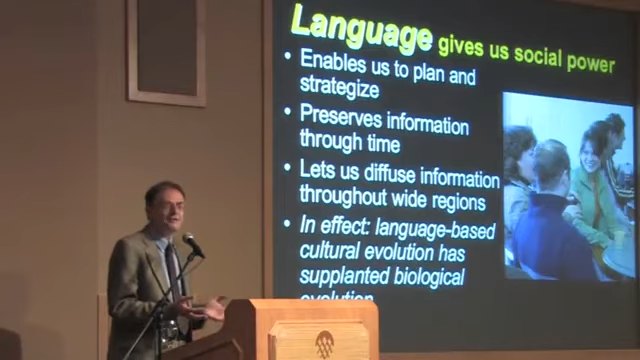 Language gives us social power
• Enables us to plan and
strategize
• Preserves information
through time
• Lets us diffuse information
throughout wide regions
• In effect: language-based
cultural evolution has
supplanted biological
evolution